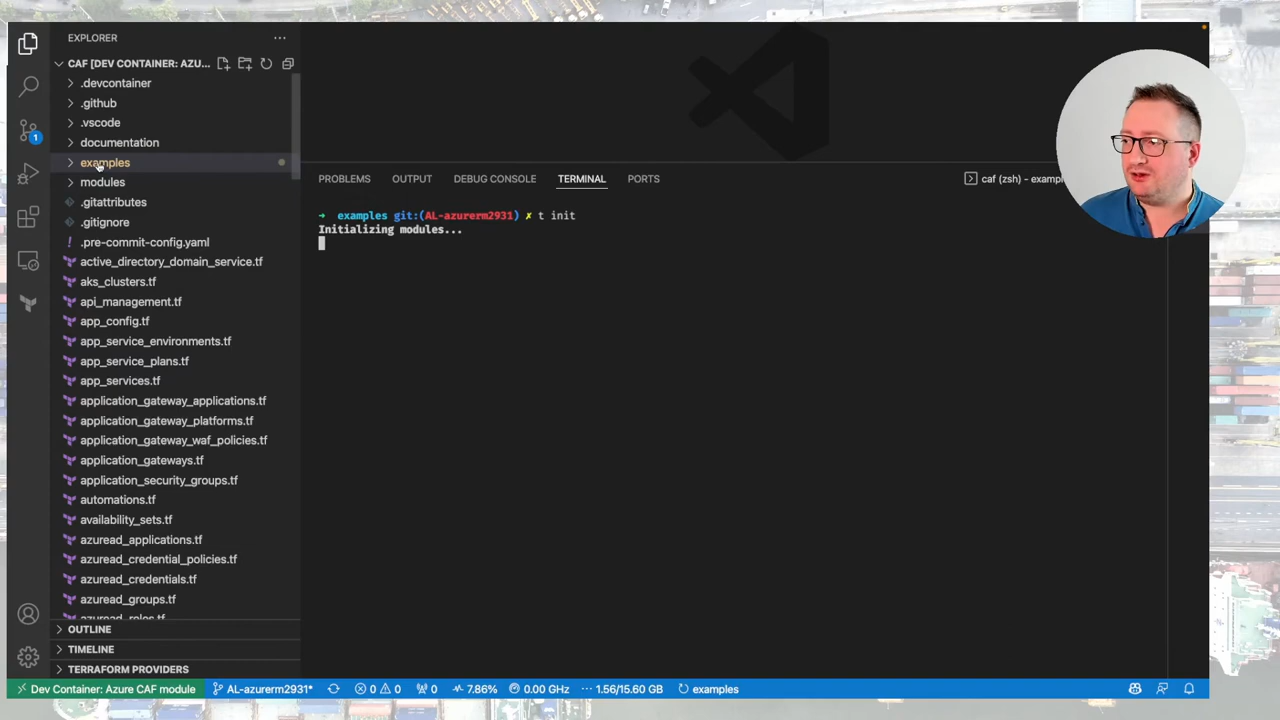 EXPLORER
CAF [DEV CONTAINER: AZU...
.devcontainer
.github
.vscode
documentation
examples
modules
.gitattributes
.gitignore
.pre-commit-config.yaml
active_directory_domain_service.tf
aks_clusters.tf
api_management.tf
app_config.tf
app_service_environments.tf
app_service_plans.tf
app_services.tf
application_gateway_applications.tf
application_gateway_platforms.tf
application_gateway_waf_policies.tf
application_gateways.tf
application_security_groups.tf
automations.tf
availability_sets.tf
azuread_applications.tf
azuread_credential_policies.tf
azuread_credentials.tf
azuread_groups.tf
azuread_roles.tf
OUTLINE
TIMELINE
TERRAFORM PROVIDERS
1
PROBLEMS OUTPUT DEBUG CONSOLE TERMINAL PORTS
caf (zsh) - exampl
➜ examples git:(AL-azurerm2931) ✗ t init
Initializing modules...
Dev Container: Azure CAF module AL-azurerm2931* 0 0 0 7.86% 0.00 GHz 1.56/15.60 GB examples